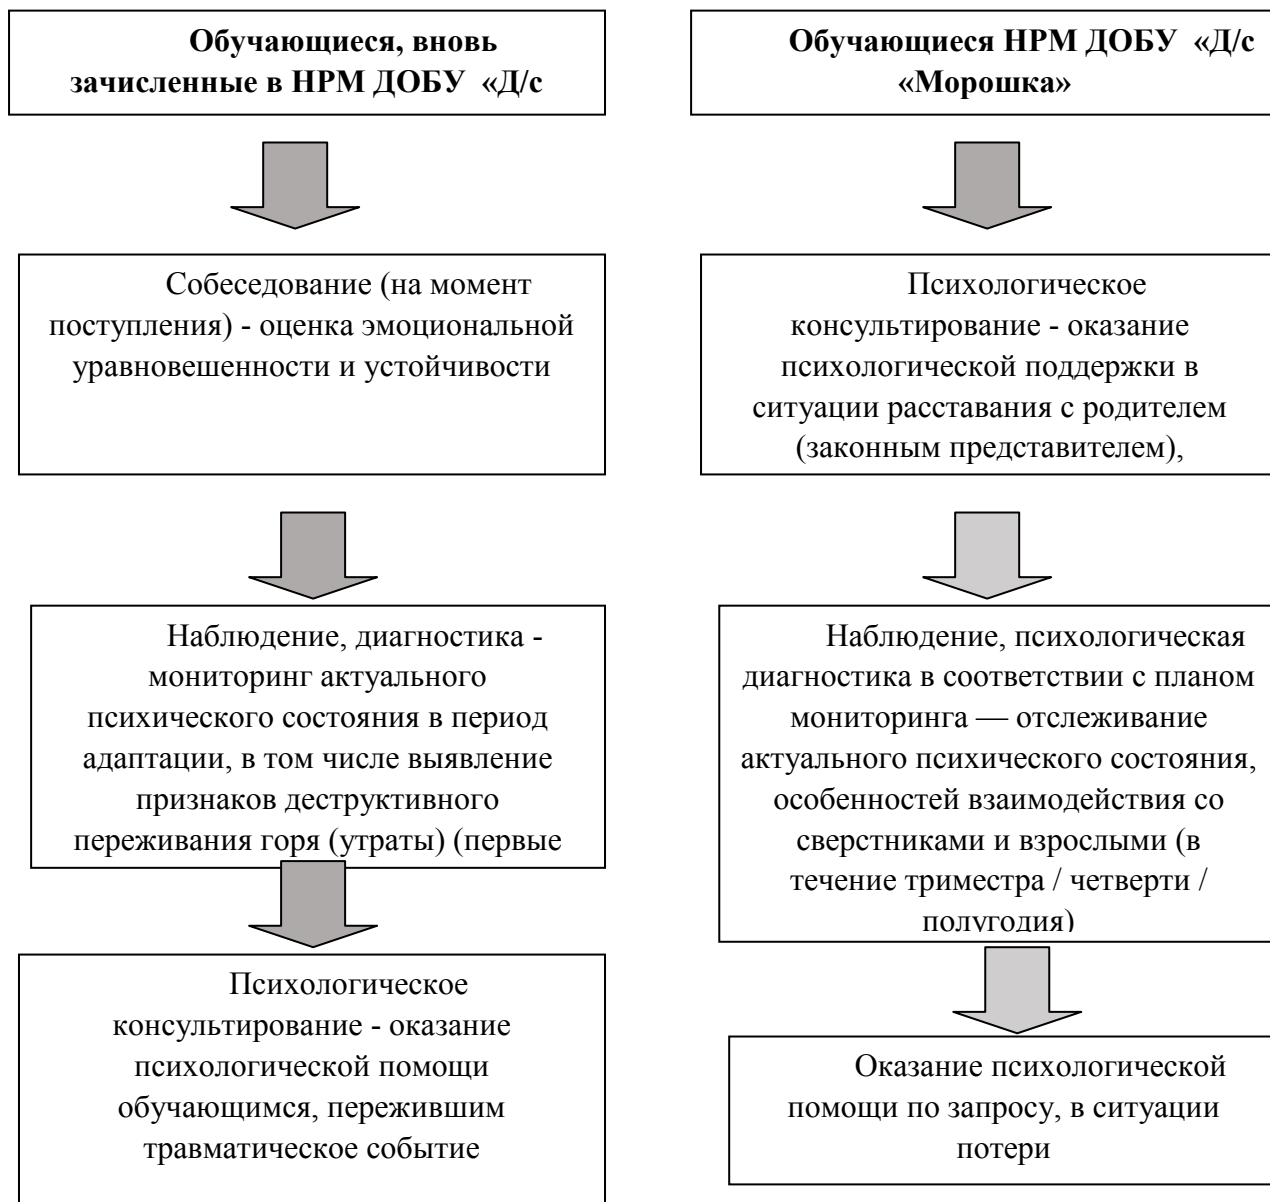 Обучающиеся, вновь
зачисленные в НРМ ДОБУ «Д/с
Собеседование (на момент
поступления) - оценка эмоциональной
уравновешенности и устойчивости
Наблюдение, диагностика -
мониторинг актуального
психического состояния в период
адаптации, в том числе выявление
признаков деструктивного
переживания горя (утраты) (первые
Психологическое
консультирование - оказание
психологической помощи
обучающимся, пережившим
травматическое событие
Обучающиеся НРМ ДОБУ «Д/с
«Морошка»
Психологическое
консультирование - оказание
психологической поддержки в
ситуации расставания с родителем
(законным представителем),
Наблюдение, психологическая
диагностика в соответствии с планом
мониторинга — отслеживание
актуального психического состояния,
особенностей взаимодействия со
сверстниками и взрослыми (в
течение триместра / четверти /
полугодия)
Оказание психологической
помощи по запросу, в ситуации
потери